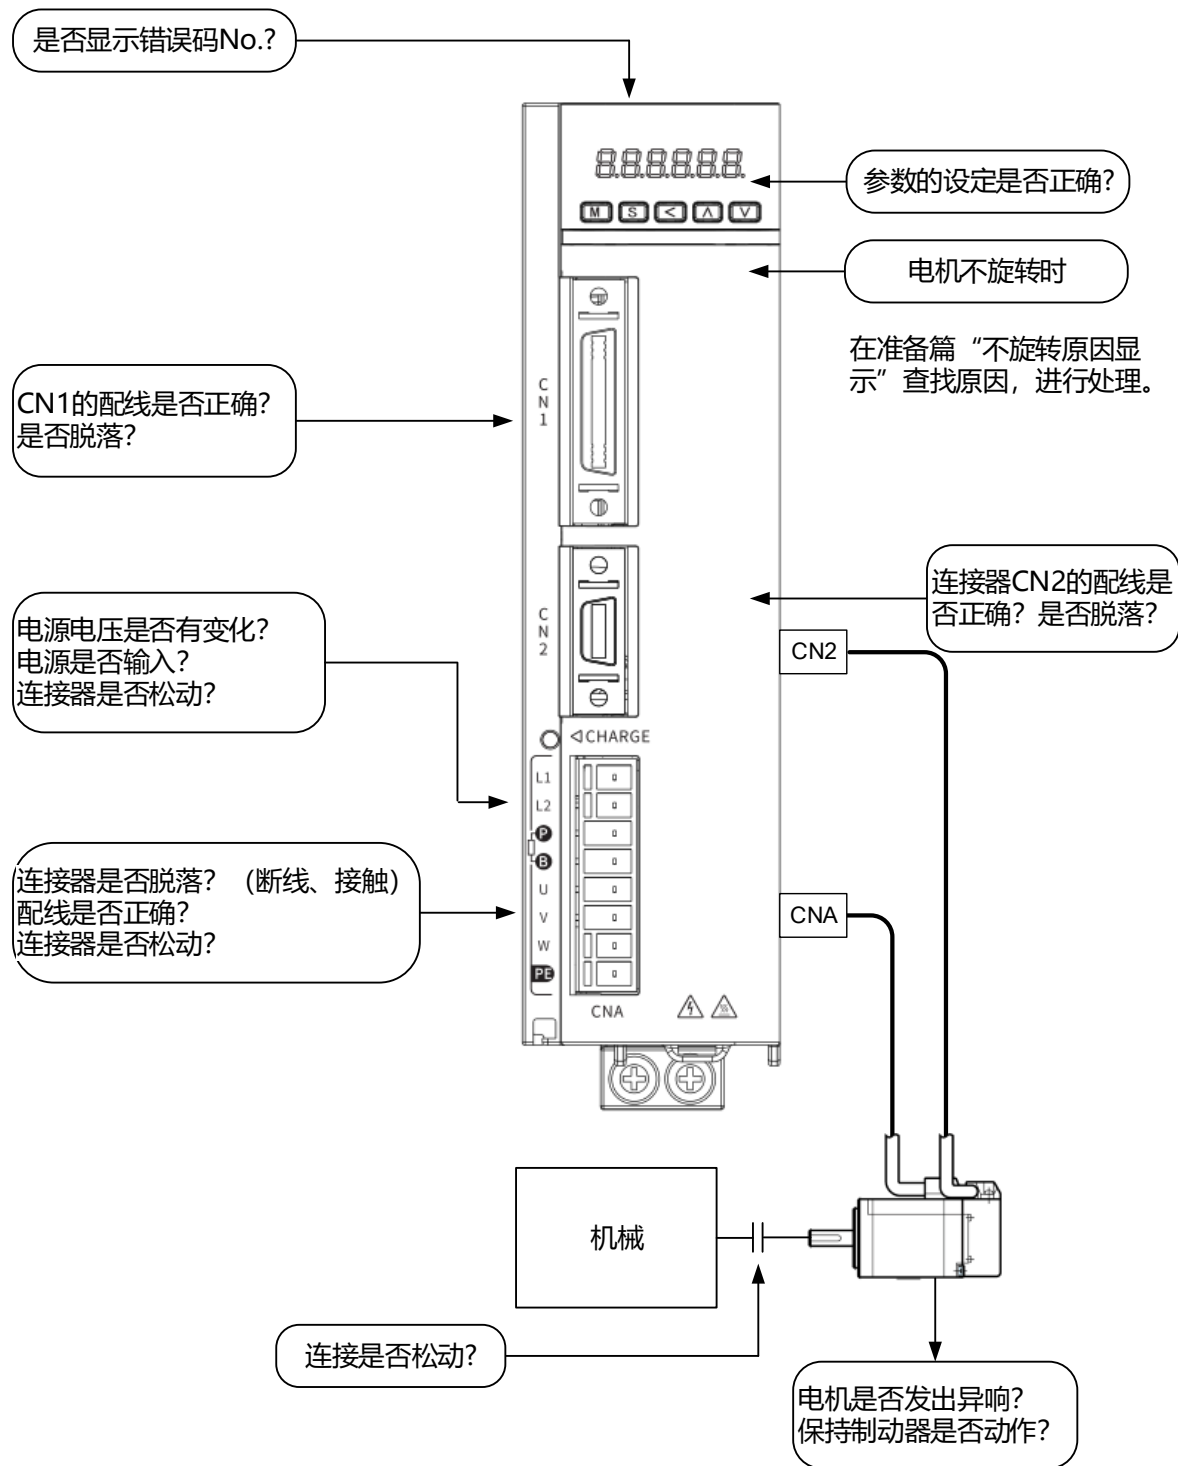 是否显示错误码No.?
8.8.8.8.8.8.
参数的设定是否正确?
M S < ∧ ∨
电机不旋转时
在准备篇“不旋转原因显
示”查找原因，进行处理。
CN1的配线是否正确?
是否脱落?
CN1
连接器CN2的配线是
否正确？是否脱落?
CN2
电源电压是否有变化?
电源是否输入?
连接器是否松动?
CN2
◁CHARGE
L1
L2
P
B
U
V
W
PE
连接器是否脱落？（断线、接触）
配线是否正确?
连接器是否松动?
CNA
CNA
机械
连接是否松动?
电机是否发出异响?
保持制动器是否动作?